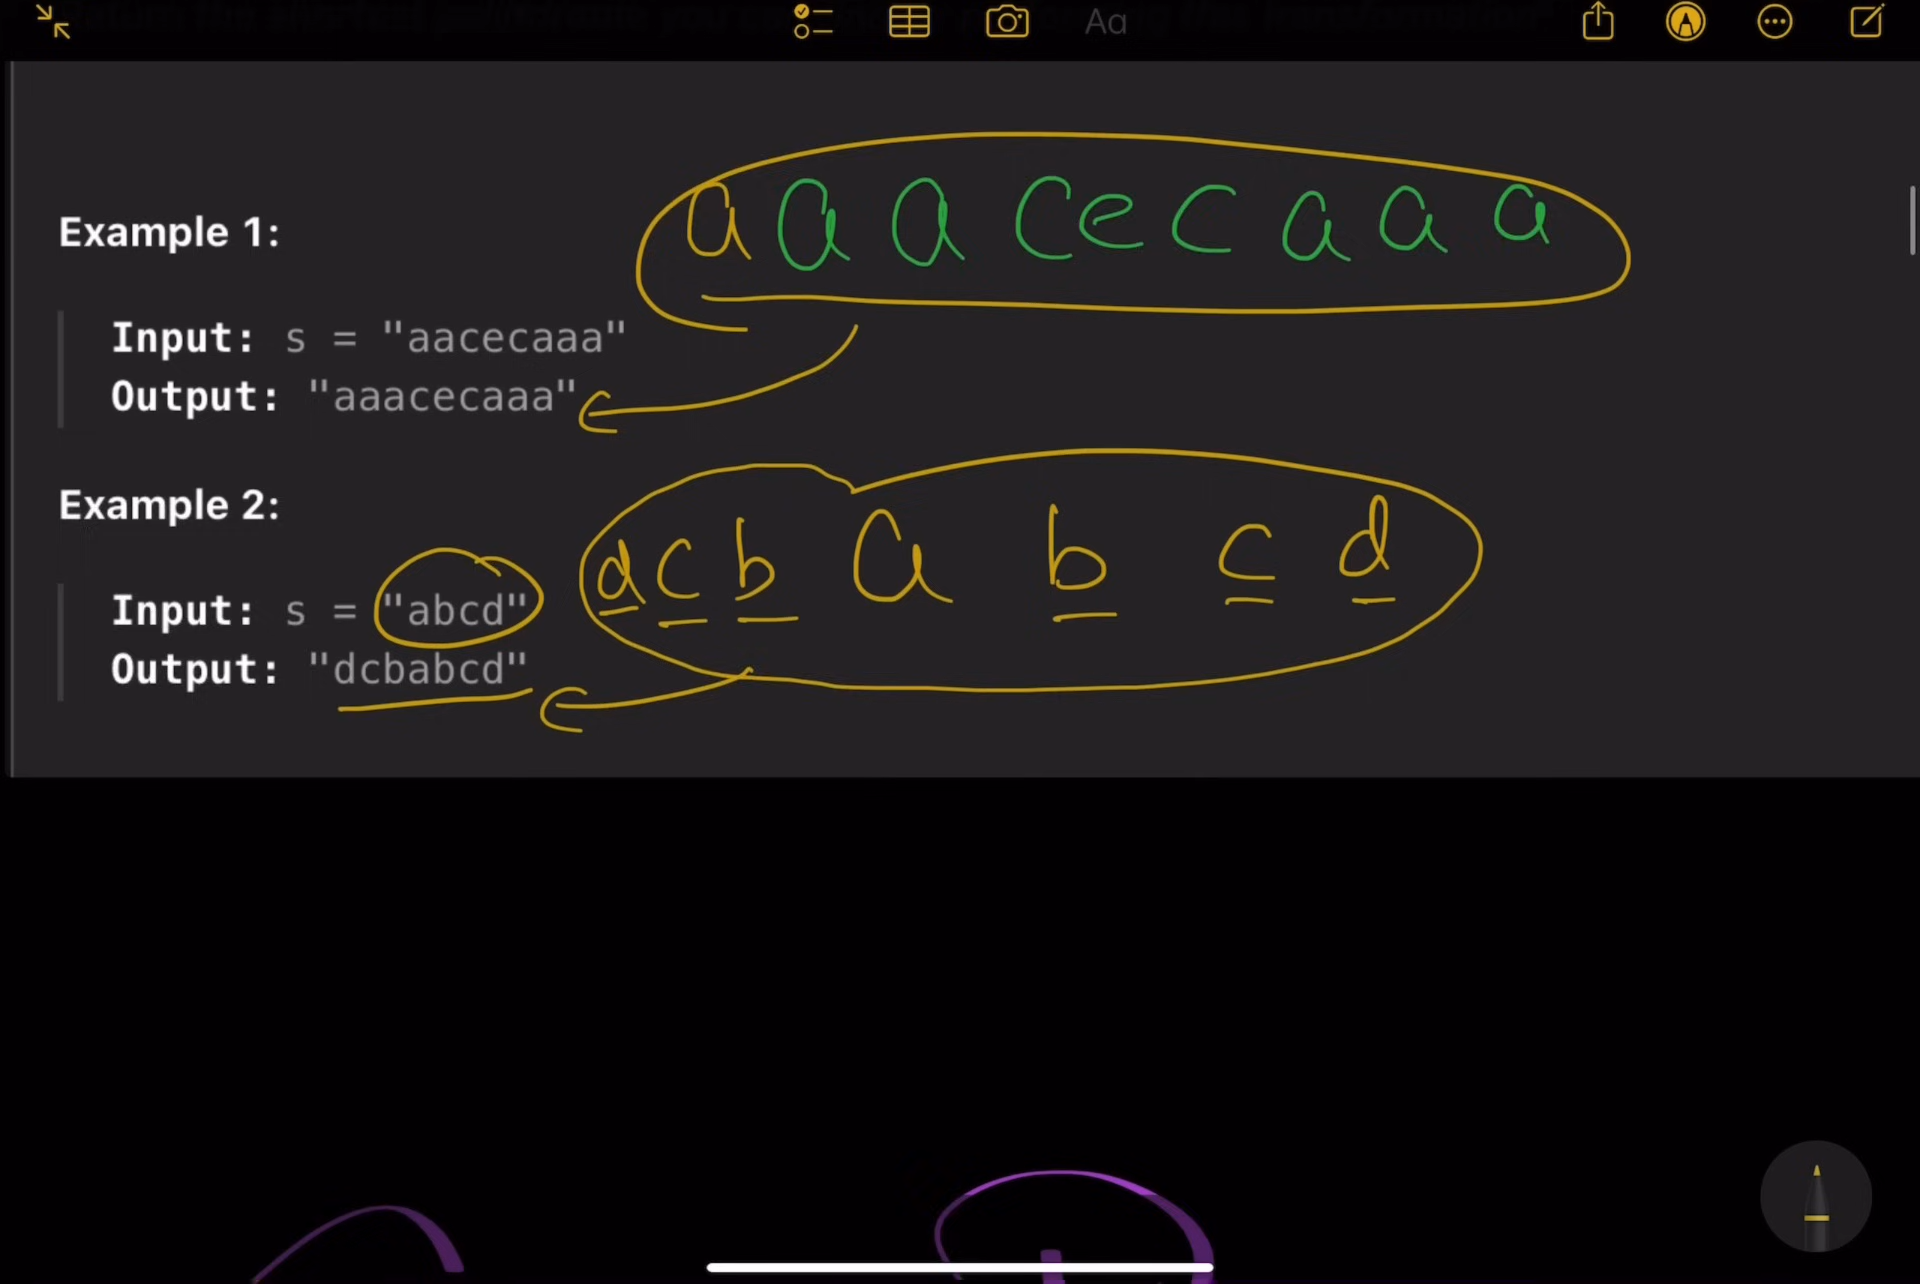 Aa
a a a c e c a a a
Example 1:
Input: s = "aacecaaa"
Output: "aaacecaaa"
Example 2:
d c b a b c d
Input: s = "abcd"
Output: "dcbabcd"